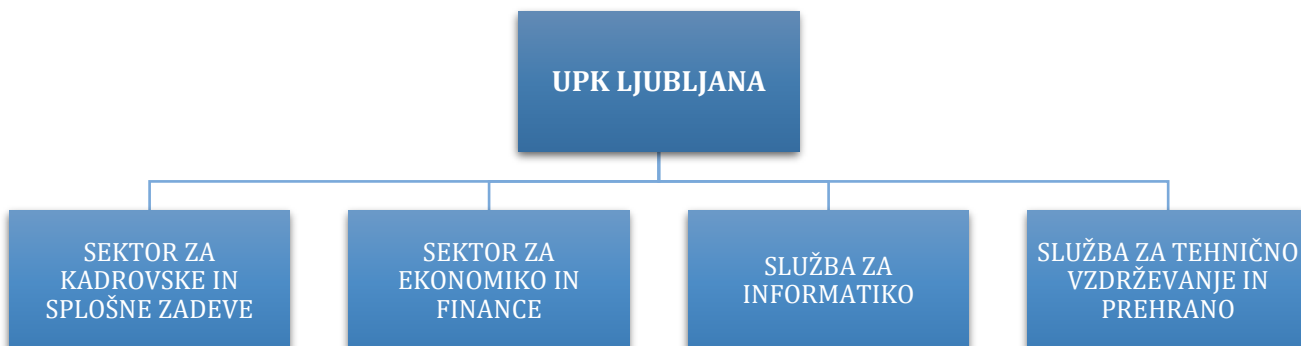 UPK LJUBLJANA
SEKTOR ZA
KADROVSKE IN
SPLOŠNE ZADEVE
SEKTOR ZA
EKONOMIKO IN
FINANCE
SLUŽBA ZA
INFORMATIKO
SLUŽBA ZA TEHNIČNO
VZDRŽEVANJE IN
PREHRANO